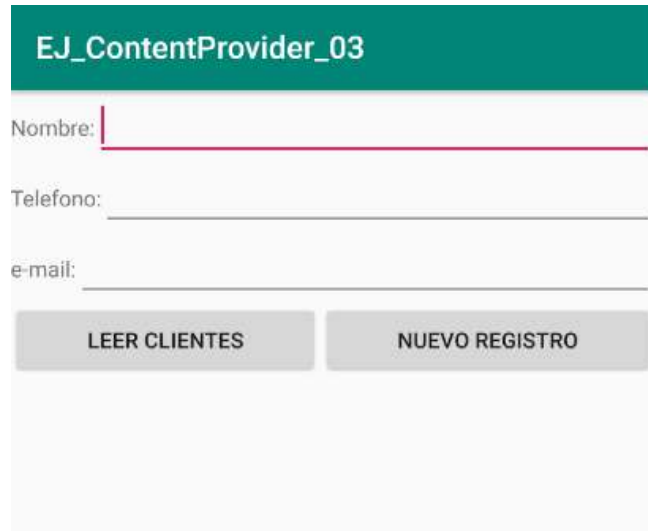 EJ_ContentProvider_03
Nombre:
Telefono:
e-mail:
LEER CLIENTES NUEVO REGISTRO